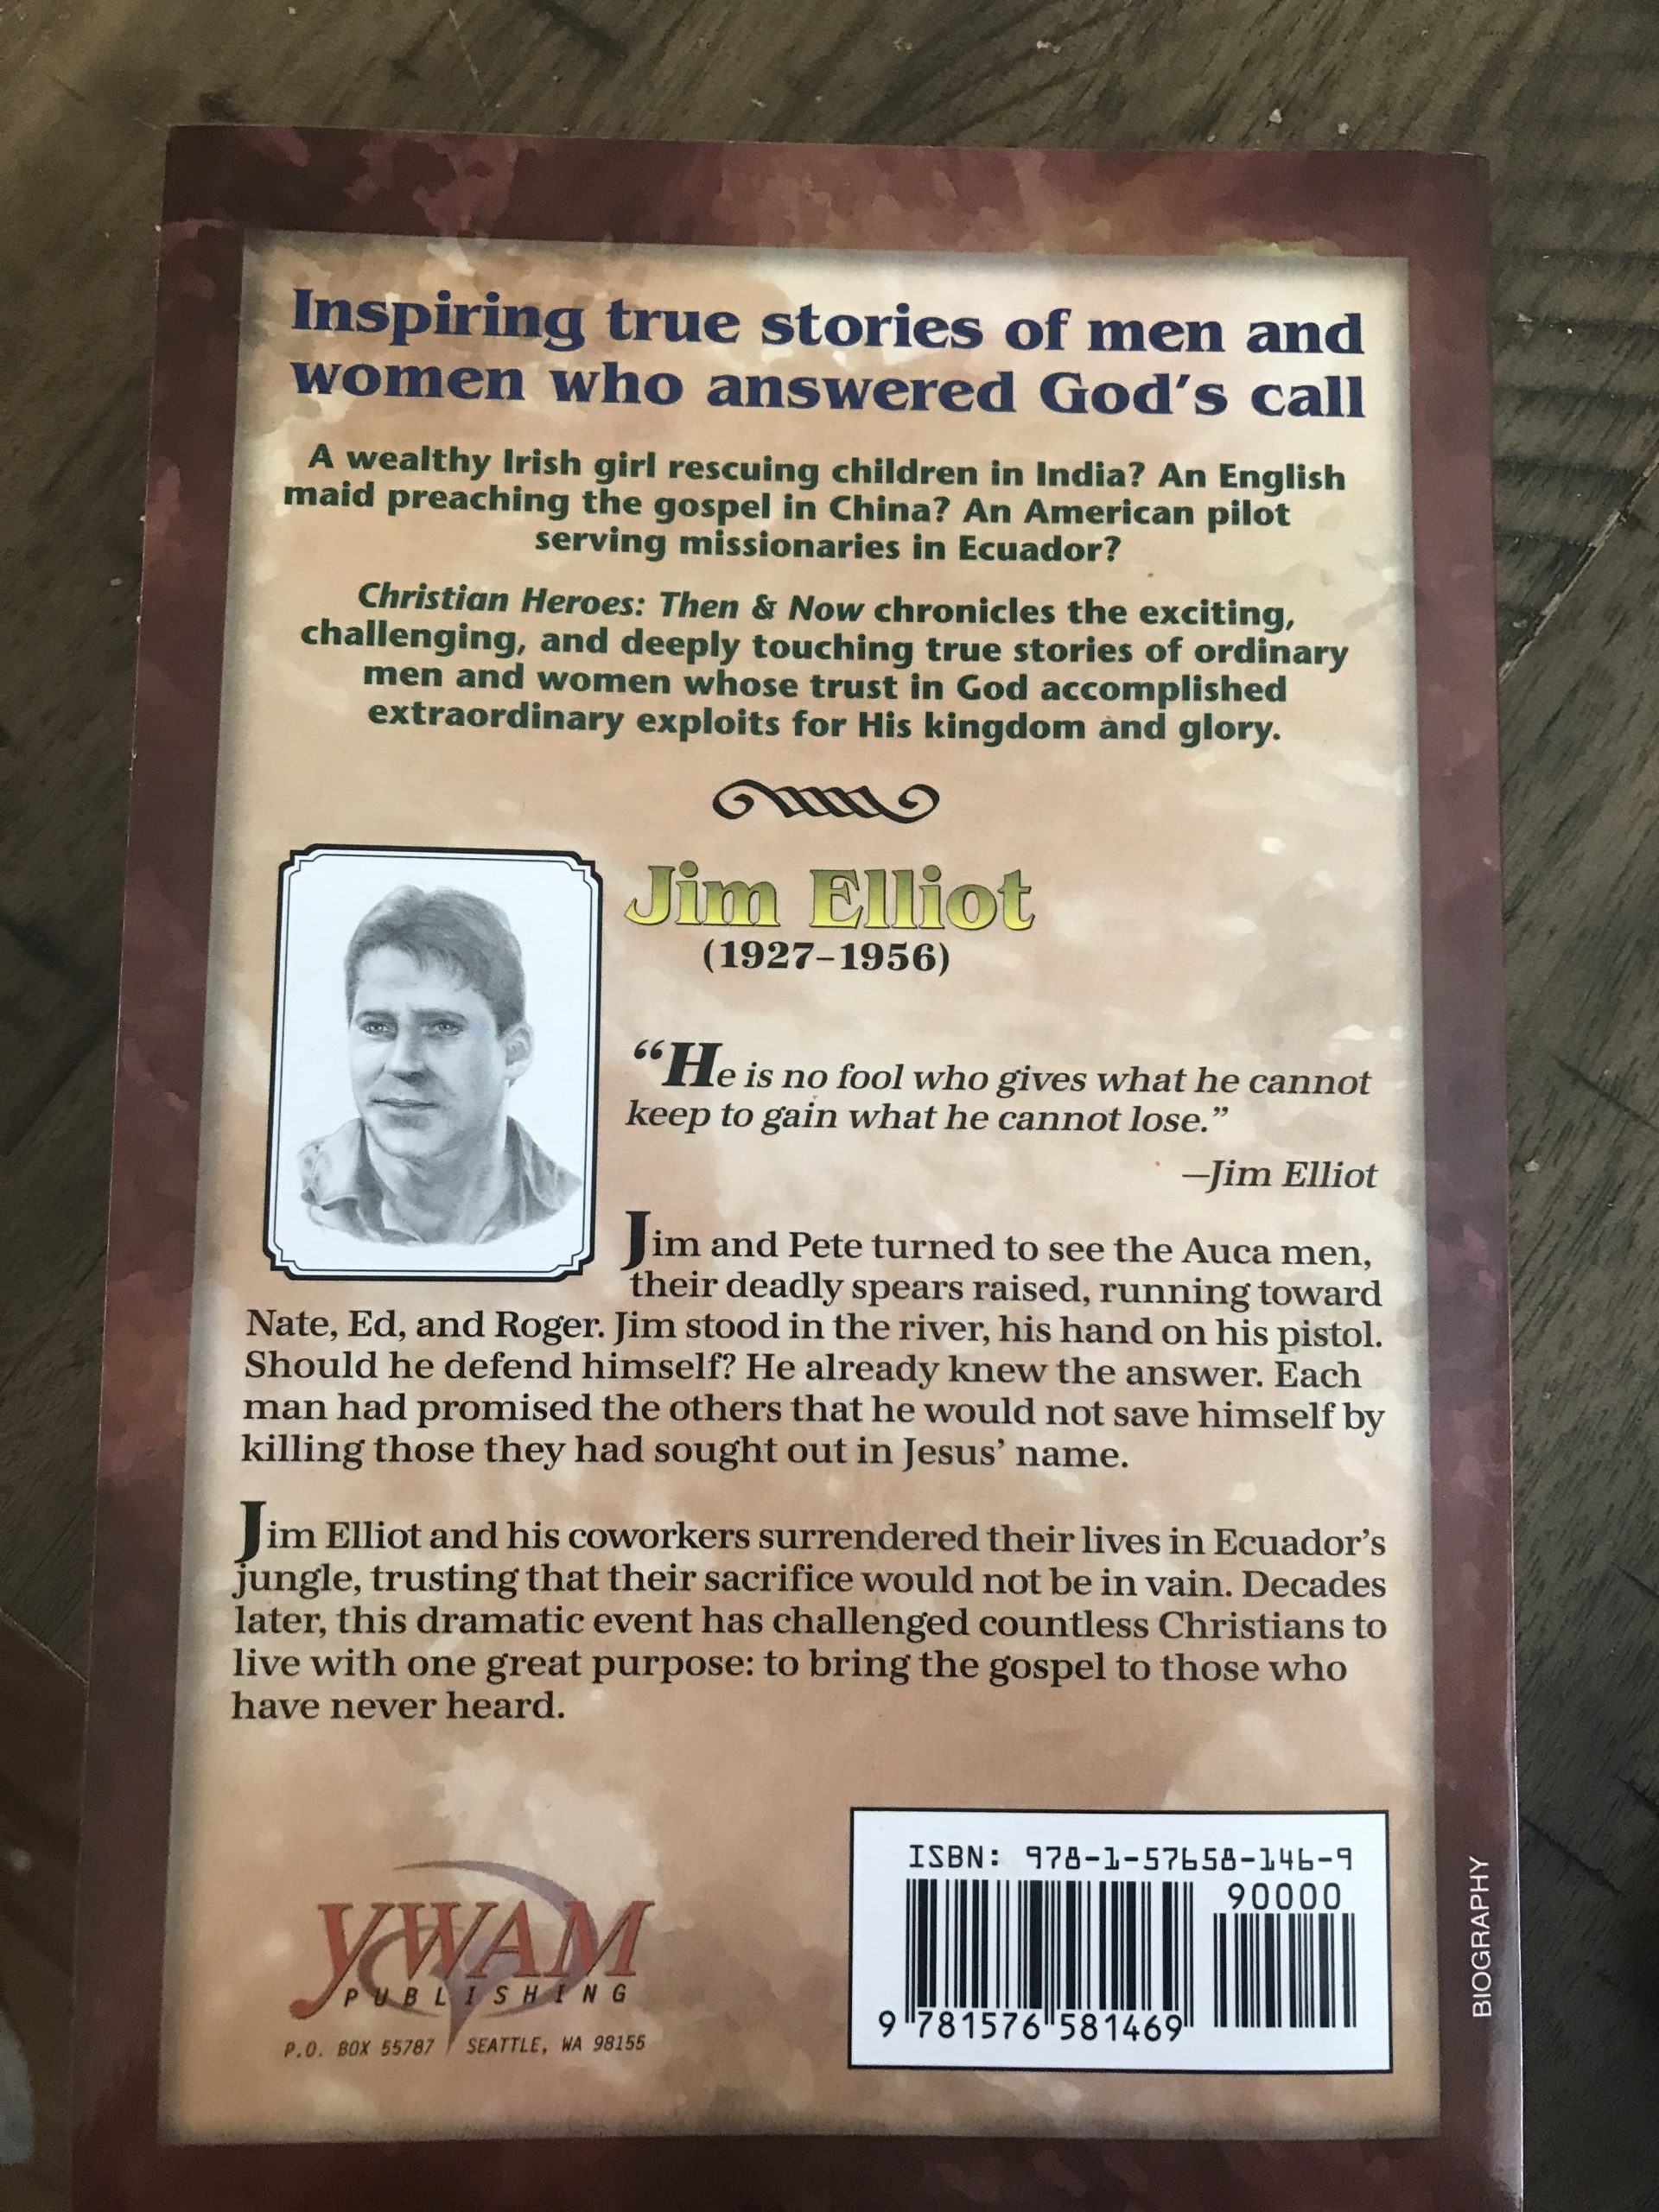 Inspiring true stories of men and
women who answered God's call
A wealthy Irish girl rescuing children in India? An English
maid preaching the gospel in China? An American pilot
serving missionaries in Ecuador?
Christian Heroes: Then & Now chronicles the exciting,
challenging, and deeply touching true stories of ordinary
men and women whose trust in God accomplished
extraordinary exploits for His kingdom and glory.
Jim Elliot
(1927–1956)
“He is no fool who gives what he cannot
keep to gain what he cannot lose.”
—Jim Elliot
Jim and Pete turned to see the Auca men,
their deadly spears raised, running toward
Nate, Ed, and Roger. Jim stood in the river, his hand on his pistol.
Should he defend himself? He already knew the answer. Each
man had promised the others that he would not save himself by
killing those they had sought out in Jesus’ name.
Jim Elliot and his coworkers surrendered their lives in Ecuador’s
jungle, trusting that their sacrifice would not be in vain. Decades
later, this dramatic event has challenged countless Christians to
live with one great purpose: to bring the gospel to those who
have never heard.
YWAM
PUBLISHING
P.O. BOX 55787 SEATTLE, WA 98155
ISBN: 978-1-57658-146-9
90000
9 781576 581469
BIOGRAPHY